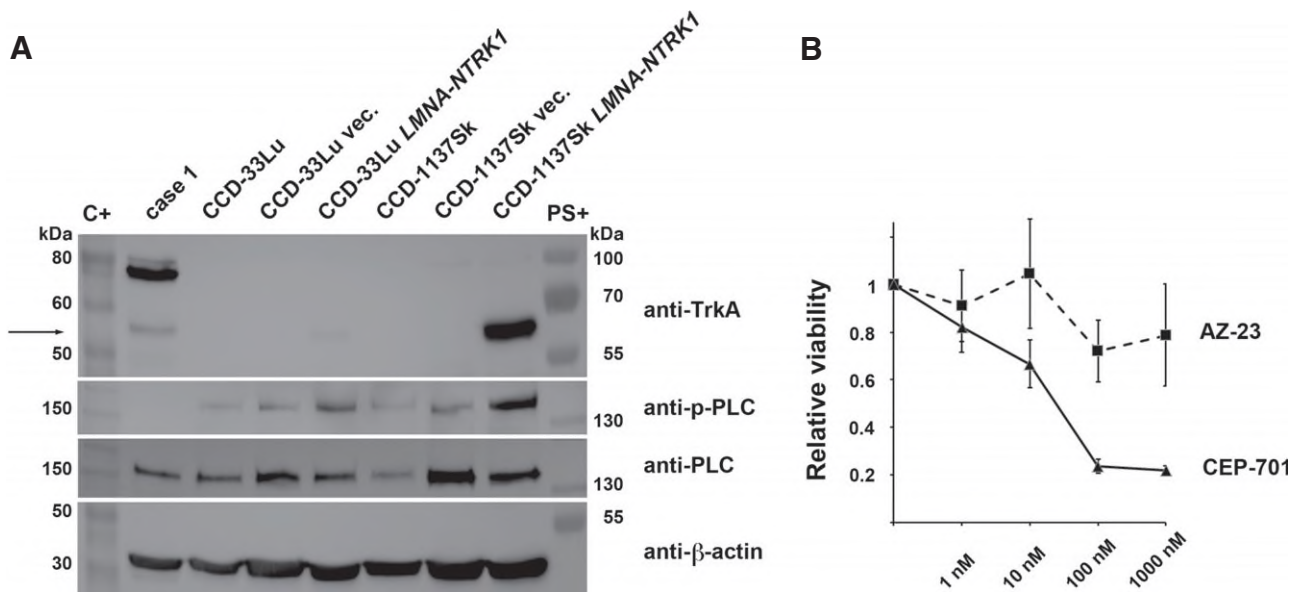 A
B
C+
case 1
CCD-33Lu
CCD-33Lu vec.
CCD-33Lu LMNA-NTRK1
CCD-1137Sk
CCD-1137Sk vec.
CCD-1137Sk LMNA-NTRK1
PS+
kDa
kDa
80
60
50
100
70
55
anti-TrkA
150
130
anti-p-PLC
150
130
anti-PLC
50
30
55
anti-β-actin
Relative viability
1
0.8
0.6
0.4
0.2
AZ-23
CEP-701
1 nM
10 nM
100 nM
1000 nM